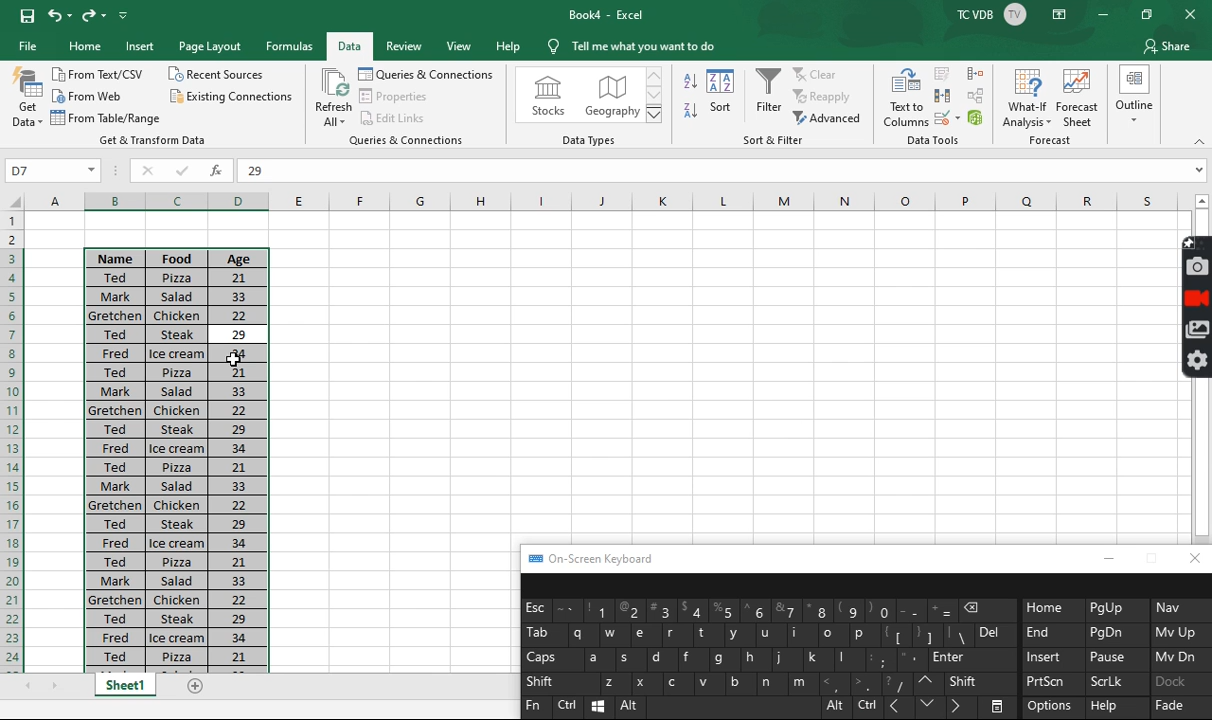 Book4 - Excel
TC VDB TV
File Home Insert Page Layout Formulas Data Review View Help Tell me what you want to do Share
Get Data
From Text/CSV
From Web
From Table/Range
Recent Sources
Existing Connections
Get & Transform Data
Refresh All
Queries & Connections
Properties
Edit Links
Queries & Connections
Stocks
Geography
Data Types
Sort
Filter
Clear
Reapply
Advanced
Sort & Filter
Text to Columns
Data Tools
What-If Analysis
Forecast Sheet
Forecast
Outline
D7 fx 29
A B C D E F G H I J K L M N O P Q R S
1
2
3 Name Food Age
4 Ted Pizza 21
5 Mark Salad 33
6 Gretchen Chicken 22
7 Ted Steak 29
8 Fred Ice cream 34
9 Ted Pizza 21
10 Mark Salad 33
11 Gretchen Chicken 22
12 Ted Steak 29
13 Fred Ice cream 34
14 Ted Pizza 21
15 Mark Salad 33
16 Gretchen Chicken 22
17 Ted Steak 29
18 Fred Ice cream 34
19 Ted Pizza 21
20 Mark Salad 33
21 Gretchen Chicken 22
22 Ted Steak 29
23 Fred Ice cream 34
24 Ted Pizza 21
Sheet1
On-Screen Keyboard
Esc ~ ` ! 1 @ 2 # 3 $ 4 % 5 ^ 6 & 7 * 8 ( 9 ) 0 _ - + = Home PgUp Nav
Tab q w e r t y u i o p { [ } ] | \ Del End PgDn Mv Up
Caps a s d f g h j k l : ; " ' Enter Insert Pause Mv Dn
Shift z x c v b n m < , > . ? / Shift PrtScn ScrLk Dock
Fn Ctrl Alt Alt Ctrl Options Help Fade